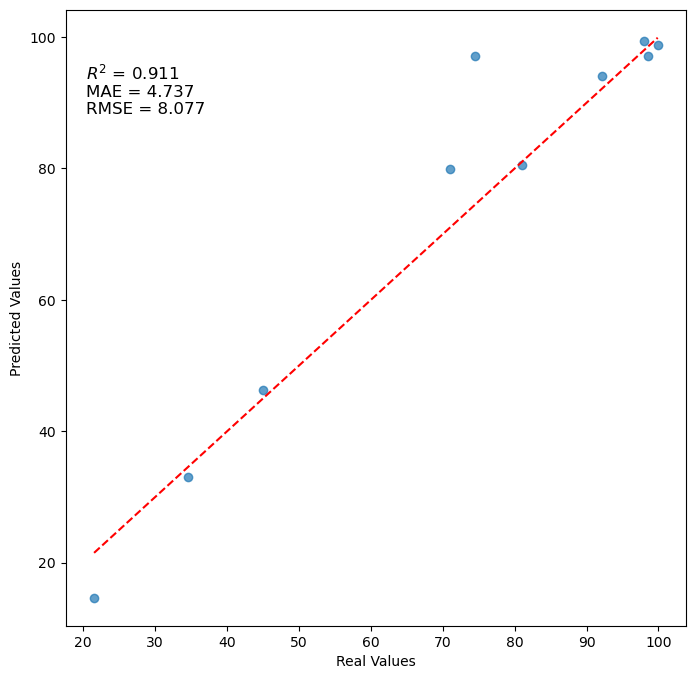 R² = 0.911
MAE = 4.737
RMSE = 8.077
100
80
60
40
20
Predicted Values
20 30 40 50 60 70 80 90 100
Real Values